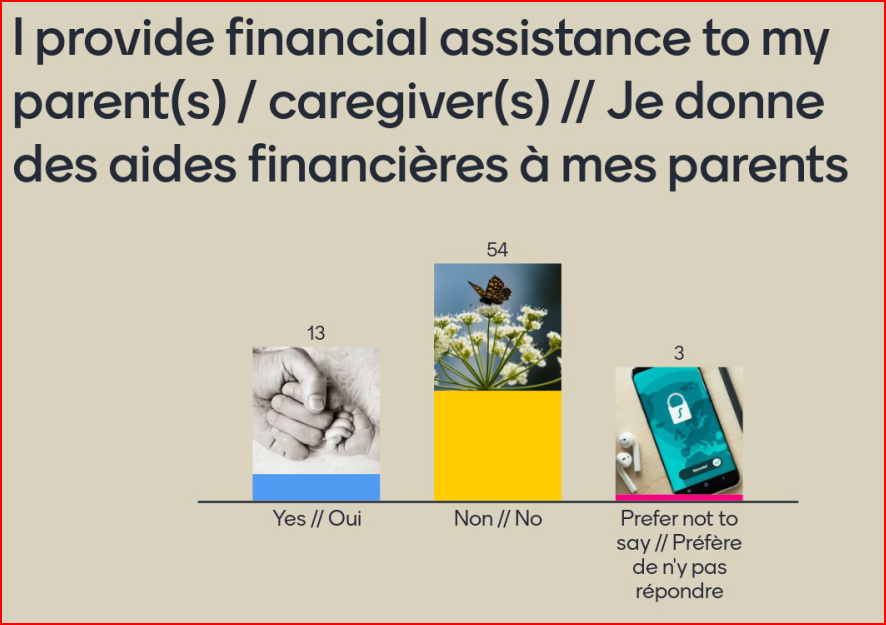 I provide financial assistance to my
parent(s) / caregiver(s) // Je donne
des aides financières à mes parents
54
13
3
Yes // Oui
Non // No
Prefer not to
say // Préfère
de n'y pas
répondre